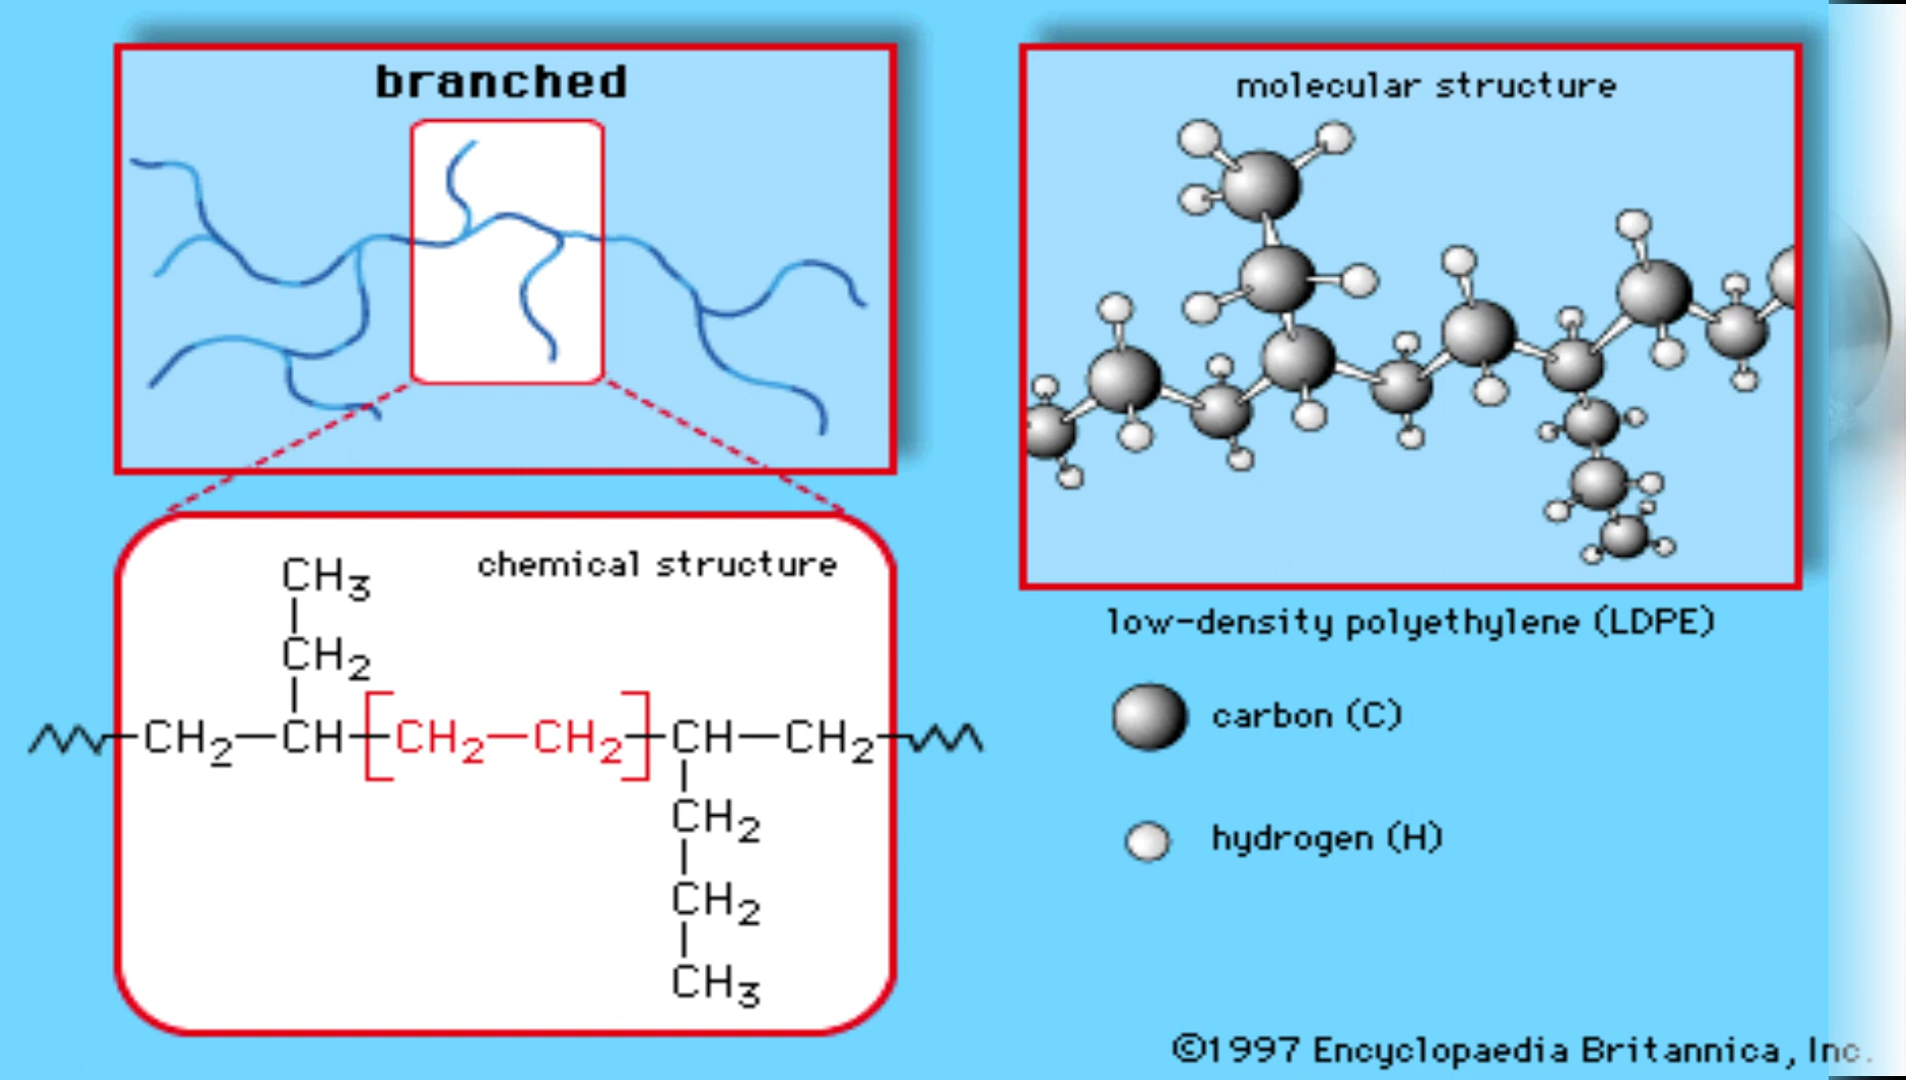 branched
molecular structure
chemical structure
CH3
CH2
CH2—CH[CH2—CH2]CH—CH2
CH2
CH2
CH3
low-density polyethylene (LDPE)
carbon (C)
hydrogen (H)
©1997 Encyclopaedia Britannica, Inc.